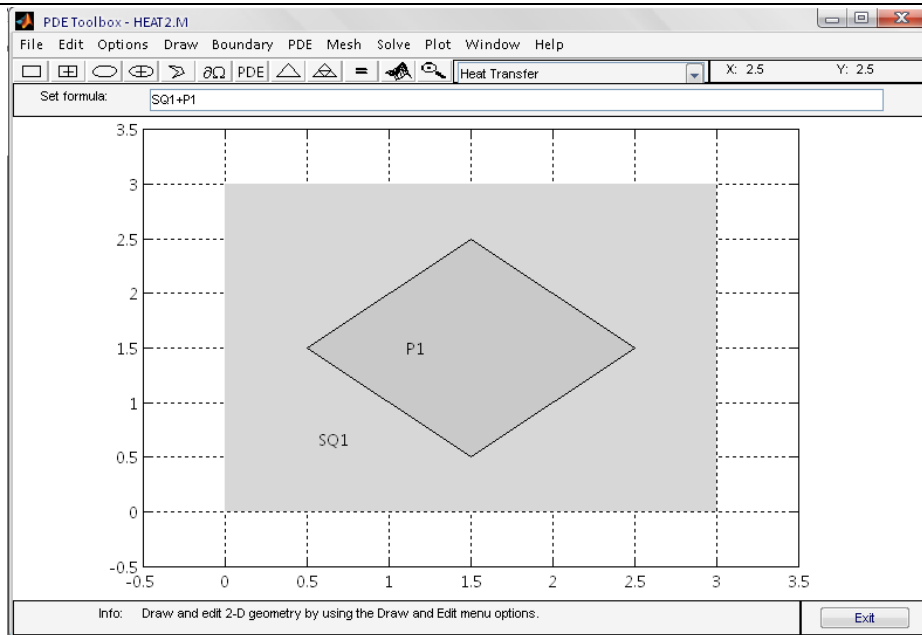 PDE Toolbox - HEAT2.M
File Edit Options Draw Boundary PDE Mesh Solve Plot Window Help
∂Ω PDE = Heat Transfer X: 2.5 Y: 2.5
Set formula: SQ1+P1
3.5
3
2.5
2
1.5
P1
1
SQ1
0.5
0
-0.5
-0.5 0 0.5 1 1.5 2 2.5 3 3.5
Info: Draw and edit 2-D geometry by using the Draw and Edit menu options.
Exit